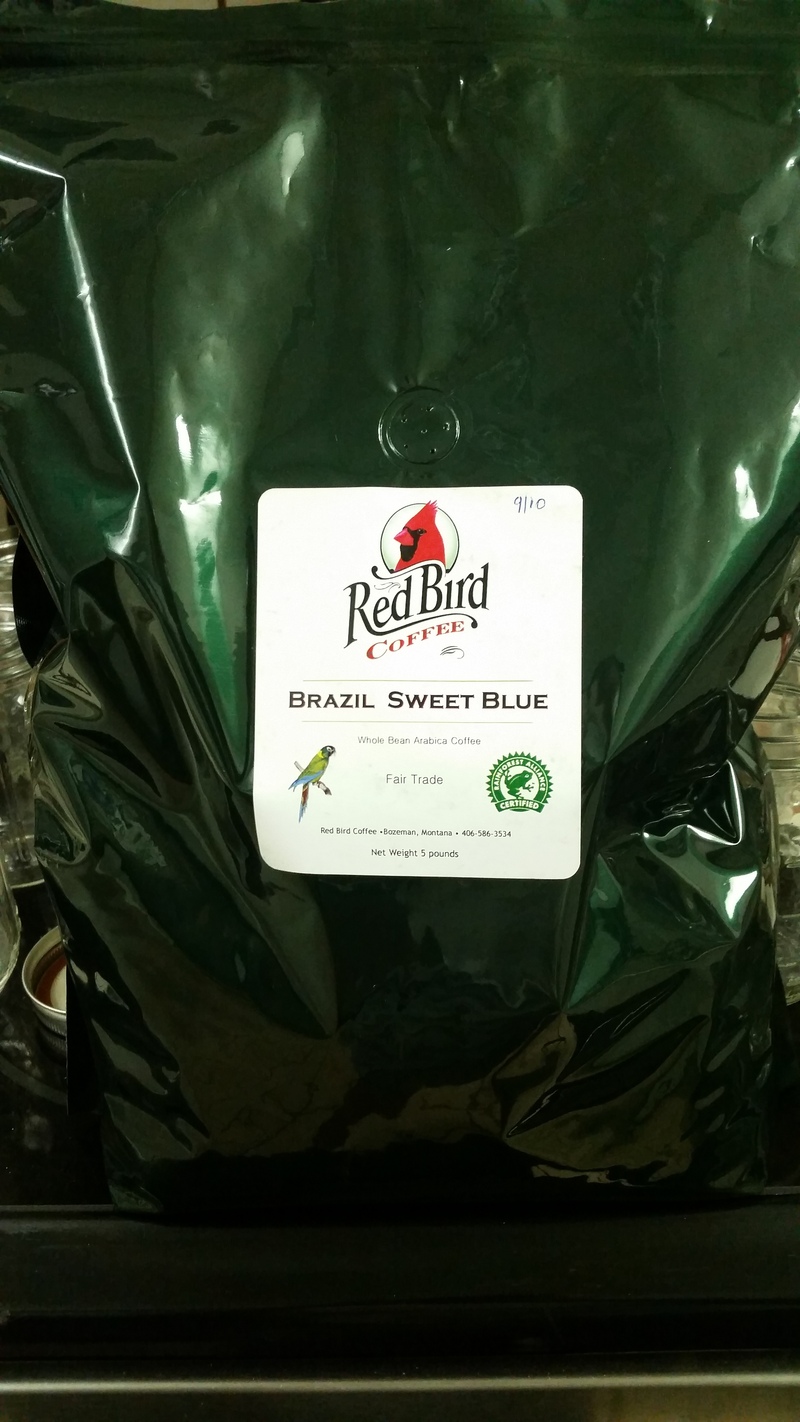 9/10
Red Bird
COFFEE
BRAZIL SWEET BLUE
Whole Bean Arabica Coffee
Fair Trade
RAINFOREST ALLIANCE
CERTIFIED
Red Bird Coffee •Bozeman, Montana • 406-586-3534
Net Weight 5 pounds